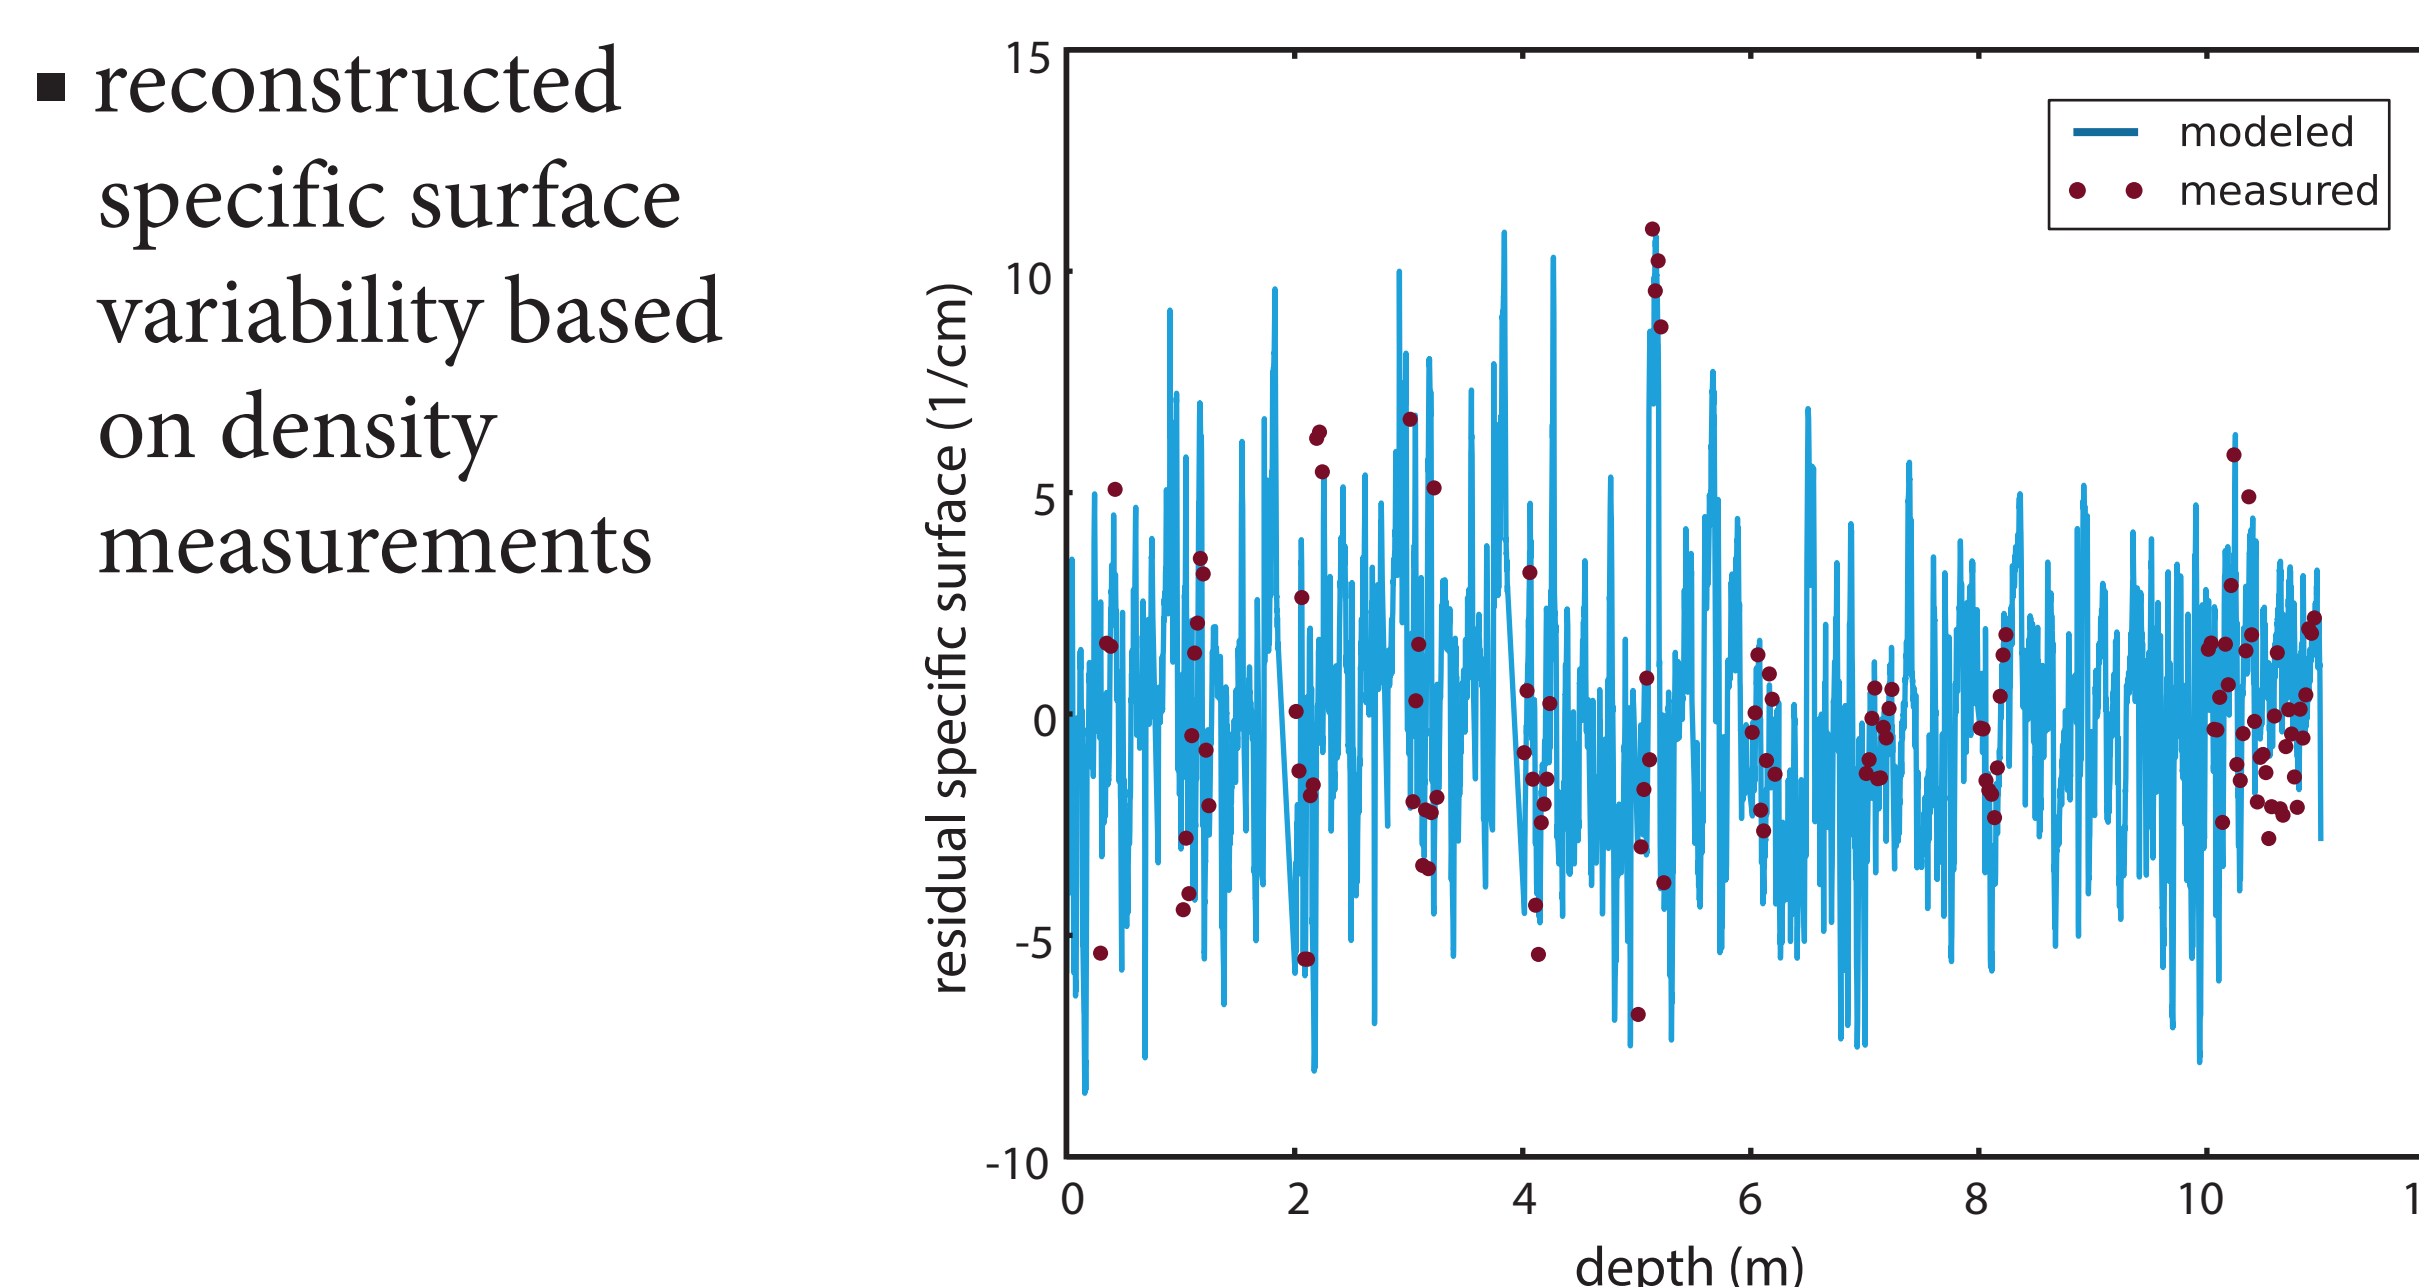 ▪ reconstructed
specific surface
variability based
on density
measurements
15
10
5
0
-5
-10
residual specific surface (1/cm)
modeled
measured
0 2 4 6 8 10
depth (m)